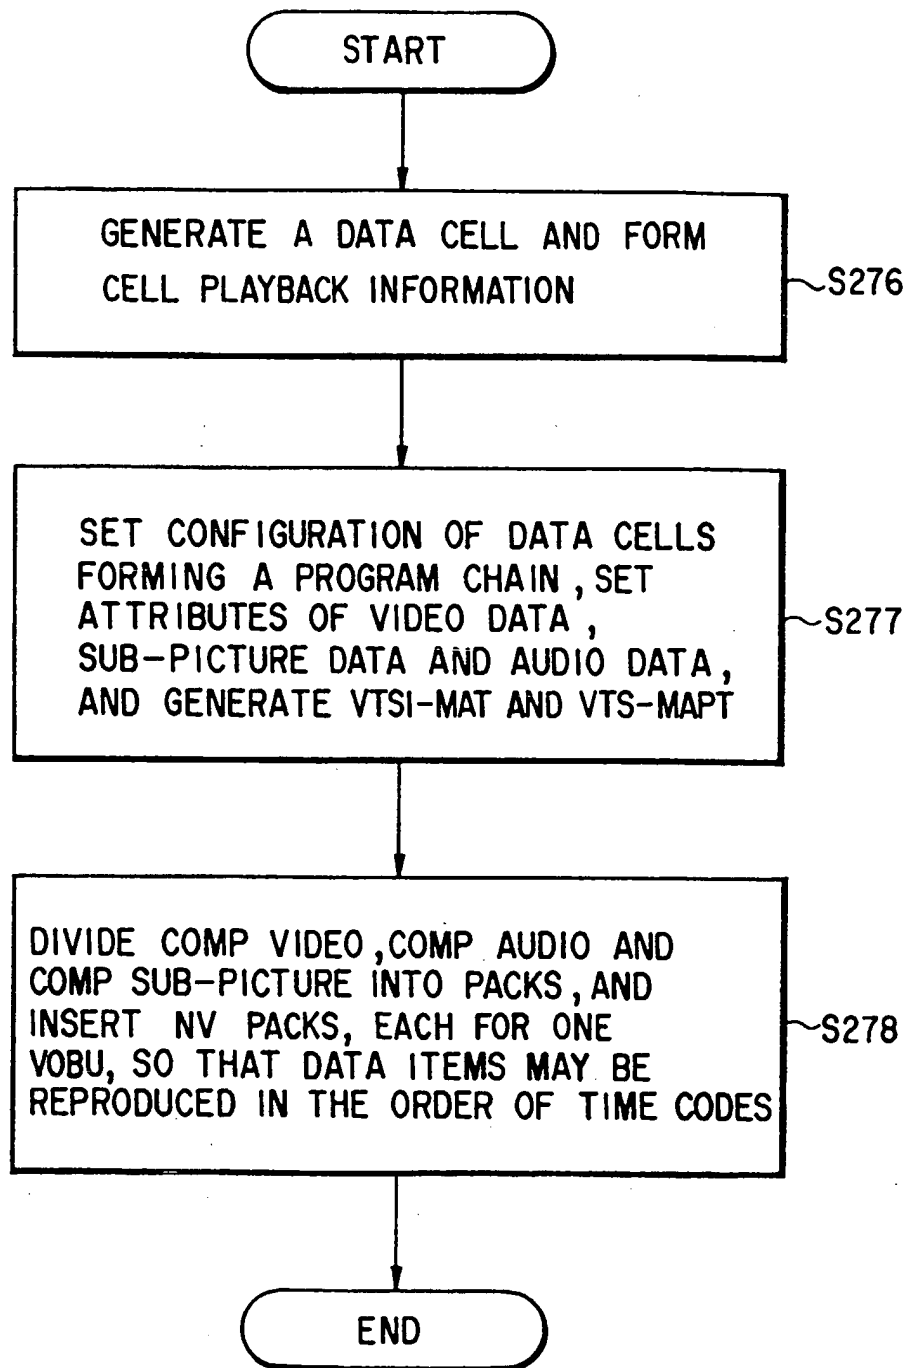 START
GENERATE A DATA CELL AND FORM
CELL PLAYBACK INFORMATION
S276
SET CONFIGURATION OF DATA CELLS
FORMING A PROGRAM CHAIN, SET
ATTRIBUTES OF VIDEO DATA,
SUB-PICTURE DATA AND AUDIO DATA,
AND GENERATE VTSI-MAT AND VTS-MAPT
S277
DIVIDE COMP VIDEO, COMP AUDIO AND
COMP SUB-PICTURE INTO PACKS, AND
INSERT NV PACKS, EACH FOR ONE
VOBU, SO THAT DATA ITEMS MAY BE
REPRODUCED IN THE ORDER OF TIME CODES
S278
END